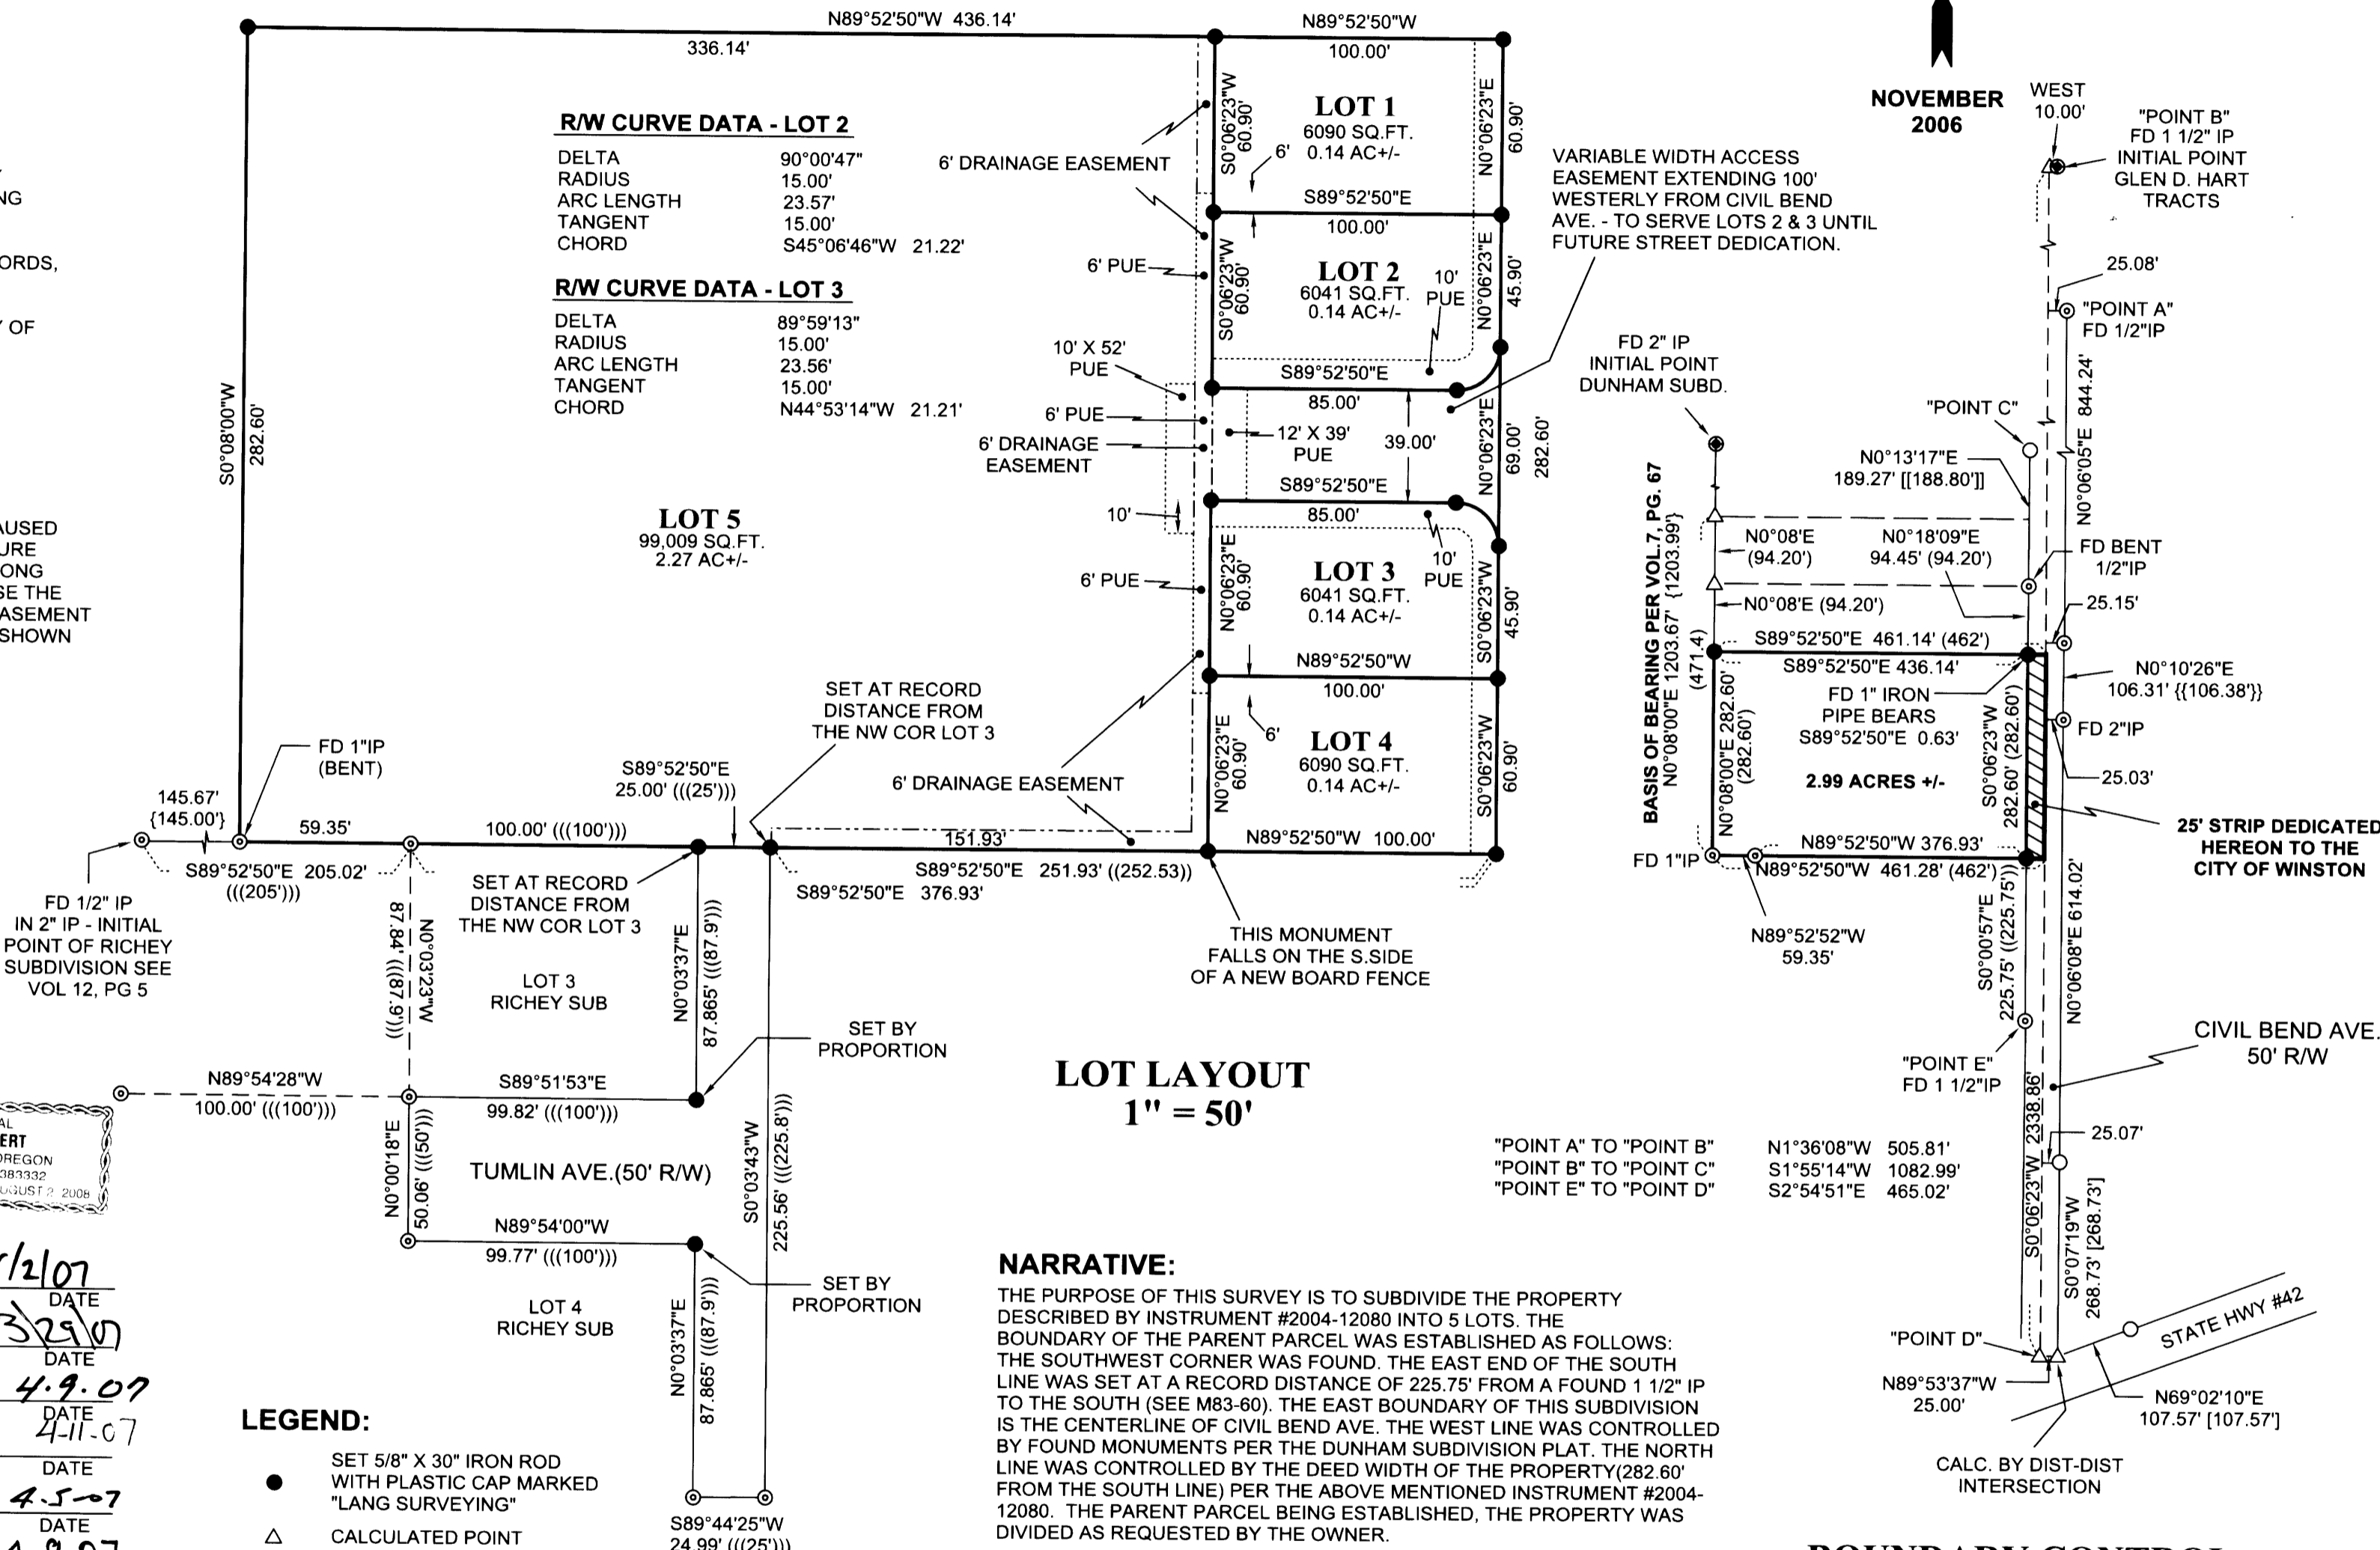 N89°52'50"W 436.14'
336.14'
N89°52'50"W
100.00'
S0°08'00"W
282.60'
R/W CURVE DATA - LOT 2
DELTA 90°00'47"
RADIUS 15.00'
ARC LENGTH 23.57'
TANGENT 15.00'
CHORD S45°06'46"W 21.22'
R/W CURVE DATA - LOT 3
DELTA 89°59'13"
RADIUS 15.00'
ARC LENGTH 23.56'
TANGENT 15.00'
CHORD N44°53'14"W 21.21'
LOT 5
99,009 SQ.FT.
2.27 AC+/-
6' DRAINAGE EASEMENT
6' PUE
10' X 52'
PUE
6' PUE
6' DRAINAGE
EASEMENT
10'
6' PUE
S0°06'23"W
60.90'
LOT 1
6090 SQ.FT.
0.14 AC+/-
6'
N0°06'23"E
60.90'
S89°52'50"E
100.00'
S0°06'23"W
60.90'
LOT 2
6041 SQ.FT.
0.14 AC+/-
10'
PUE
N0°06'23"E
45.90'
S89°52'50"E
85.00'
12' X 39'
PUE
39.00'
N0°06'23"E
69.00'
282.60'
S89°52'50"E
85.00'
N0°06'23"E
60.90'
LOT 3
6041 SQ.FT.
0.14 AC+/-
10'
PUE
S0°06'23"W
45.90'
N89°52'50"W
100.00'
6'
N0°06'23"E
60.90'
LOT 4
6090 SQ.FT.
0.14 AC+/-
S0°06'23"W
60.90'
N89°52'50"W 100.00'
VARIABLE WIDTH ACCESS
EASEMENT EXTENDING 100'
WESTERLY FROM CIVIL BEND
AVE. - TO SERVE LOTS 2 & 3 UNTIL
FUTURE STREET DEDICATION.
NG
ORDS,
Y OF
AUSED
URE
ONG
SE THE
ASEMENT
SHOWN
FD 1"IP
(BENT)
145.67'
{145.00'}
59.35'
100.00' (((100')))
S89°52'50"E
25.00' (((25')))
SET AT RECORD
DISTANCE FROM
THE NW COR LOT 3
6' DRAINAGE EASEMENT
151.93'
S89°52'50"E 205.02'
(((205')))
S89°52'50"E 251.93' ((252.53))
S89°52'50"E 376.93'
FD 1/2" IP
IN 2" IP - INITIAL
POINT OF RICHEY
SUBDIVISION SEE
VOL 12, PG 5
SET AT RECORD
DISTANCE FROM
THE NW COR LOT 3
N0°03'23"W
87.84' (((87.9')))
LOT 3
RICHEY SUB
N0°03'37"E
87.865' (((87.9')))
THIS MONUMENT
FALLS ON THE S.SIDE
OF A NEW BOARD FENCE
SET BY
PROPORTION
N89°54'28"W
100.00' (((100')))
S89°51'53"E
99.82' (((100')))
N0°00'18"E
50.06' (((50')))
TUMLIN AVE.(50' R/W)
S0°03'43"W
225.56' (((225.8')))
N89°54'00"W
99.77' (((100')))
SET BY
PROPORTION
LOT 4
RICHEY SUB
N0°03'37"E
87.865' (((87.9')))
S89°44'25"W
24.99' (((25')))
LOT LAYOUT
1" = 50'
AL
ERT
OREGON
383332
AUGUST 2 2008
/2/07
DATE
3/29/07
DATE
4.9.07
DATE
4-11-07
DATE
4-5-07
DATE
LEGEND:
SET 5/8" X 30" IRON ROD
WITH PLASTIC CAP MARKED
"LANG SURVEYING"
CALCULATED POINT
NARRATIVE:
THE PURPOSE OF THIS SURVEY IS TO SUBDIVIDE THE PROPERTY
DESCRIBED BY INSTRUMENT #2004-12080 INTO 5 LOTS. THE
BOUNDARY OF THE PARENT PARCEL WAS ESTABLISHED AS FOLLOWS:
THE SOUTHWEST CORNER WAS FOUND. THE EAST END OF THE SOUTH
LINE WAS SET AT A RECORD DISTANCE OF 225.75' FROM A FOUND 1 1/2" IP
TO THE SOUTH (SEE M83-60). THE EAST BOUNDARY OF THIS SUBDIVISION
IS THE CENTERLINE OF CIVIL BEND AVE. THE WEST LINE WAS CONTROLLED
BY FOUND MONUMENTS PER THE DUNHAM SUBDIVISION PLAT. THE NORTH
LINE WAS CONTROLLED BY THE DEED WIDTH OF THE PROPERTY(282.60'
FROM THE SOUTH LINE) PER THE ABOVE MENTIONED INSTRUMENT #2004-
12080. THE PARENT PARCEL BEING ESTABLISHED, THE PROPERTY WAS
DIVIDED AS REQUESTED BY THE OWNER.
"POINT A" TO "POINT B" N1°36'08"W 505.81'
"POINT B" TO "POINT C" S1°55'14"W 1082.99'
"POINT E" TO "POINT D" S2°54'51"E 465.02'
NOVEMBER
2006
WEST
10.00'
"POINT B"
FD 1 1/2" IP
INITIAL POINT
GLEN D. HART
TRACTS
25.08'
"POINT A"
FD 1/2"IP
FD 2" IP
INITIAL POINT
DUNHAM SUBD.
"POINT C"
N0°06'05"E 844.24'
N0°13'17"E
189.27' [[188.80']]
BASIS OF BEARING PER VOL.7, PG. 67
N0°08'00"E 1203.67' {1203.99'}
(471.4)
N0°08'E
(94.20')
N0°18'09"E
94.45' (94.20')
FD BENT
1/2"IP
N0°08'E (94.20')
25.15'
S89°52'50"E 461.14' (462')
S89°52'50"E 436.14'
N0°10'26"E
106.31' {{106.38'}}
FD 1" IRON
PIPE BEARS
S89°52'50"E 0.63'
N0°08'00"E 282.60'
(282.60')
2.99 ACRES +/-
S0°06'23"W
282.60' (282.60')
FD 2"IP
25.03'
25' STRIP DEDICATED
HEREON TO THE
CITY OF WINSTON
FD 1"IP
N89°52'50"W 376.93'
N89°52'50"W 461.28' (462')
N89°52'52"W
59.35'
S0°00'57"E
225.75' ((225.75'))
N0°06'08"E 614.02'
"POINT E"
FD 1 1/2"IP
CIVIL BEND AVE.
50' R/W
S0°06'23"W 2338.86'
25.07'
S0°07'19"W
268.73' [268.73']
STATE HWY #42
"POINT D"
N89°53'37"W
25.00'
N69°02'10"E
107.57' [107.57']
CALC. BY DIST-DIST
INTERSECTION